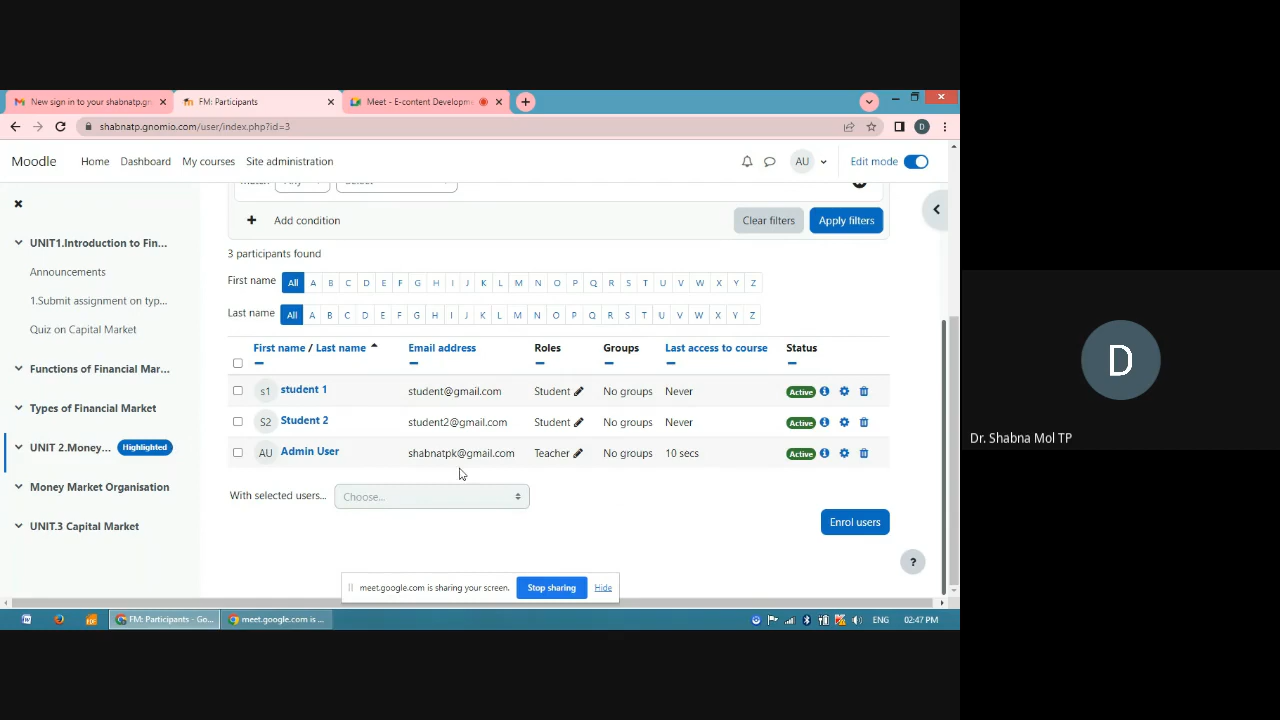 New sign in to your shabnatp.gn
FM: Participants
Meet - E-content Developm
shabnatp.gnomio.com/user/index.php?id=3
D
Moodle
Home
Dashboard
My courses
Site administration
AU
Edit mode
Add condition
Clear filters
Apply filters
3 participants found
First name All A B C D E F G H I J K L M N O P Q R S T U V W X Y Z
Last name All A B C D E F G H I J K L M N O P Q R S T U V W X Y Z
First name / Last name Email address Roles Groups Last access to course Status
s1 student 1 student@gmail.com Student No groups Never Active
S2 Student 2 student2@gmail.com Student No groups Never Active
AU Admin User shabnatpk@gmail.com Teacher No groups 10 secs Active
With selected users... Choose...
Enrol users
?
UNIT1.Introduction to Fin...
Announcements
1.Submit assignment on typ...
Quiz on Capital Market
Functions of Financial Mar...
Types of Financial Market
UNIT 2.Money... Highlighted
Money Market Organisation
UNIT.3 Capital Market
meet.google.com is sharing your screen. Stop sharing Hide
FM: Participants - Go...
meet.google.com is ...
ENG
02:47 PM
D
Dr. Shabna Mol TP